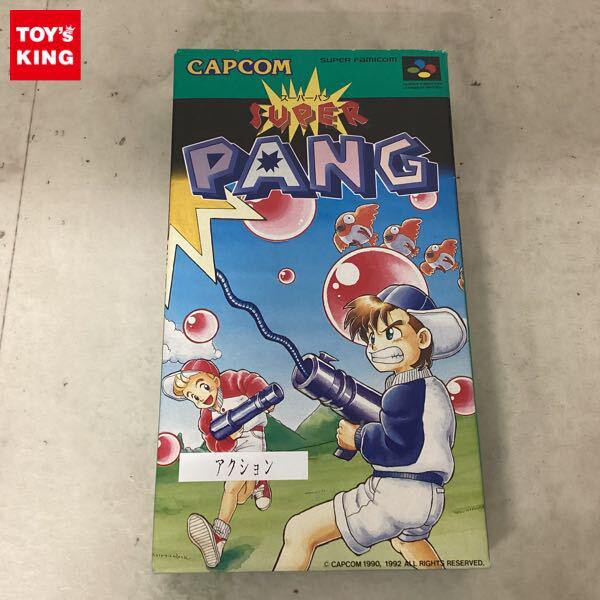 TOY'S
KING
CAPCOM
SUPER FAMICOM
スーパーパン
SUPER
PANG
アクション
© CAPCOM 1990, 1992 ALL RIGHTS RESERVED.